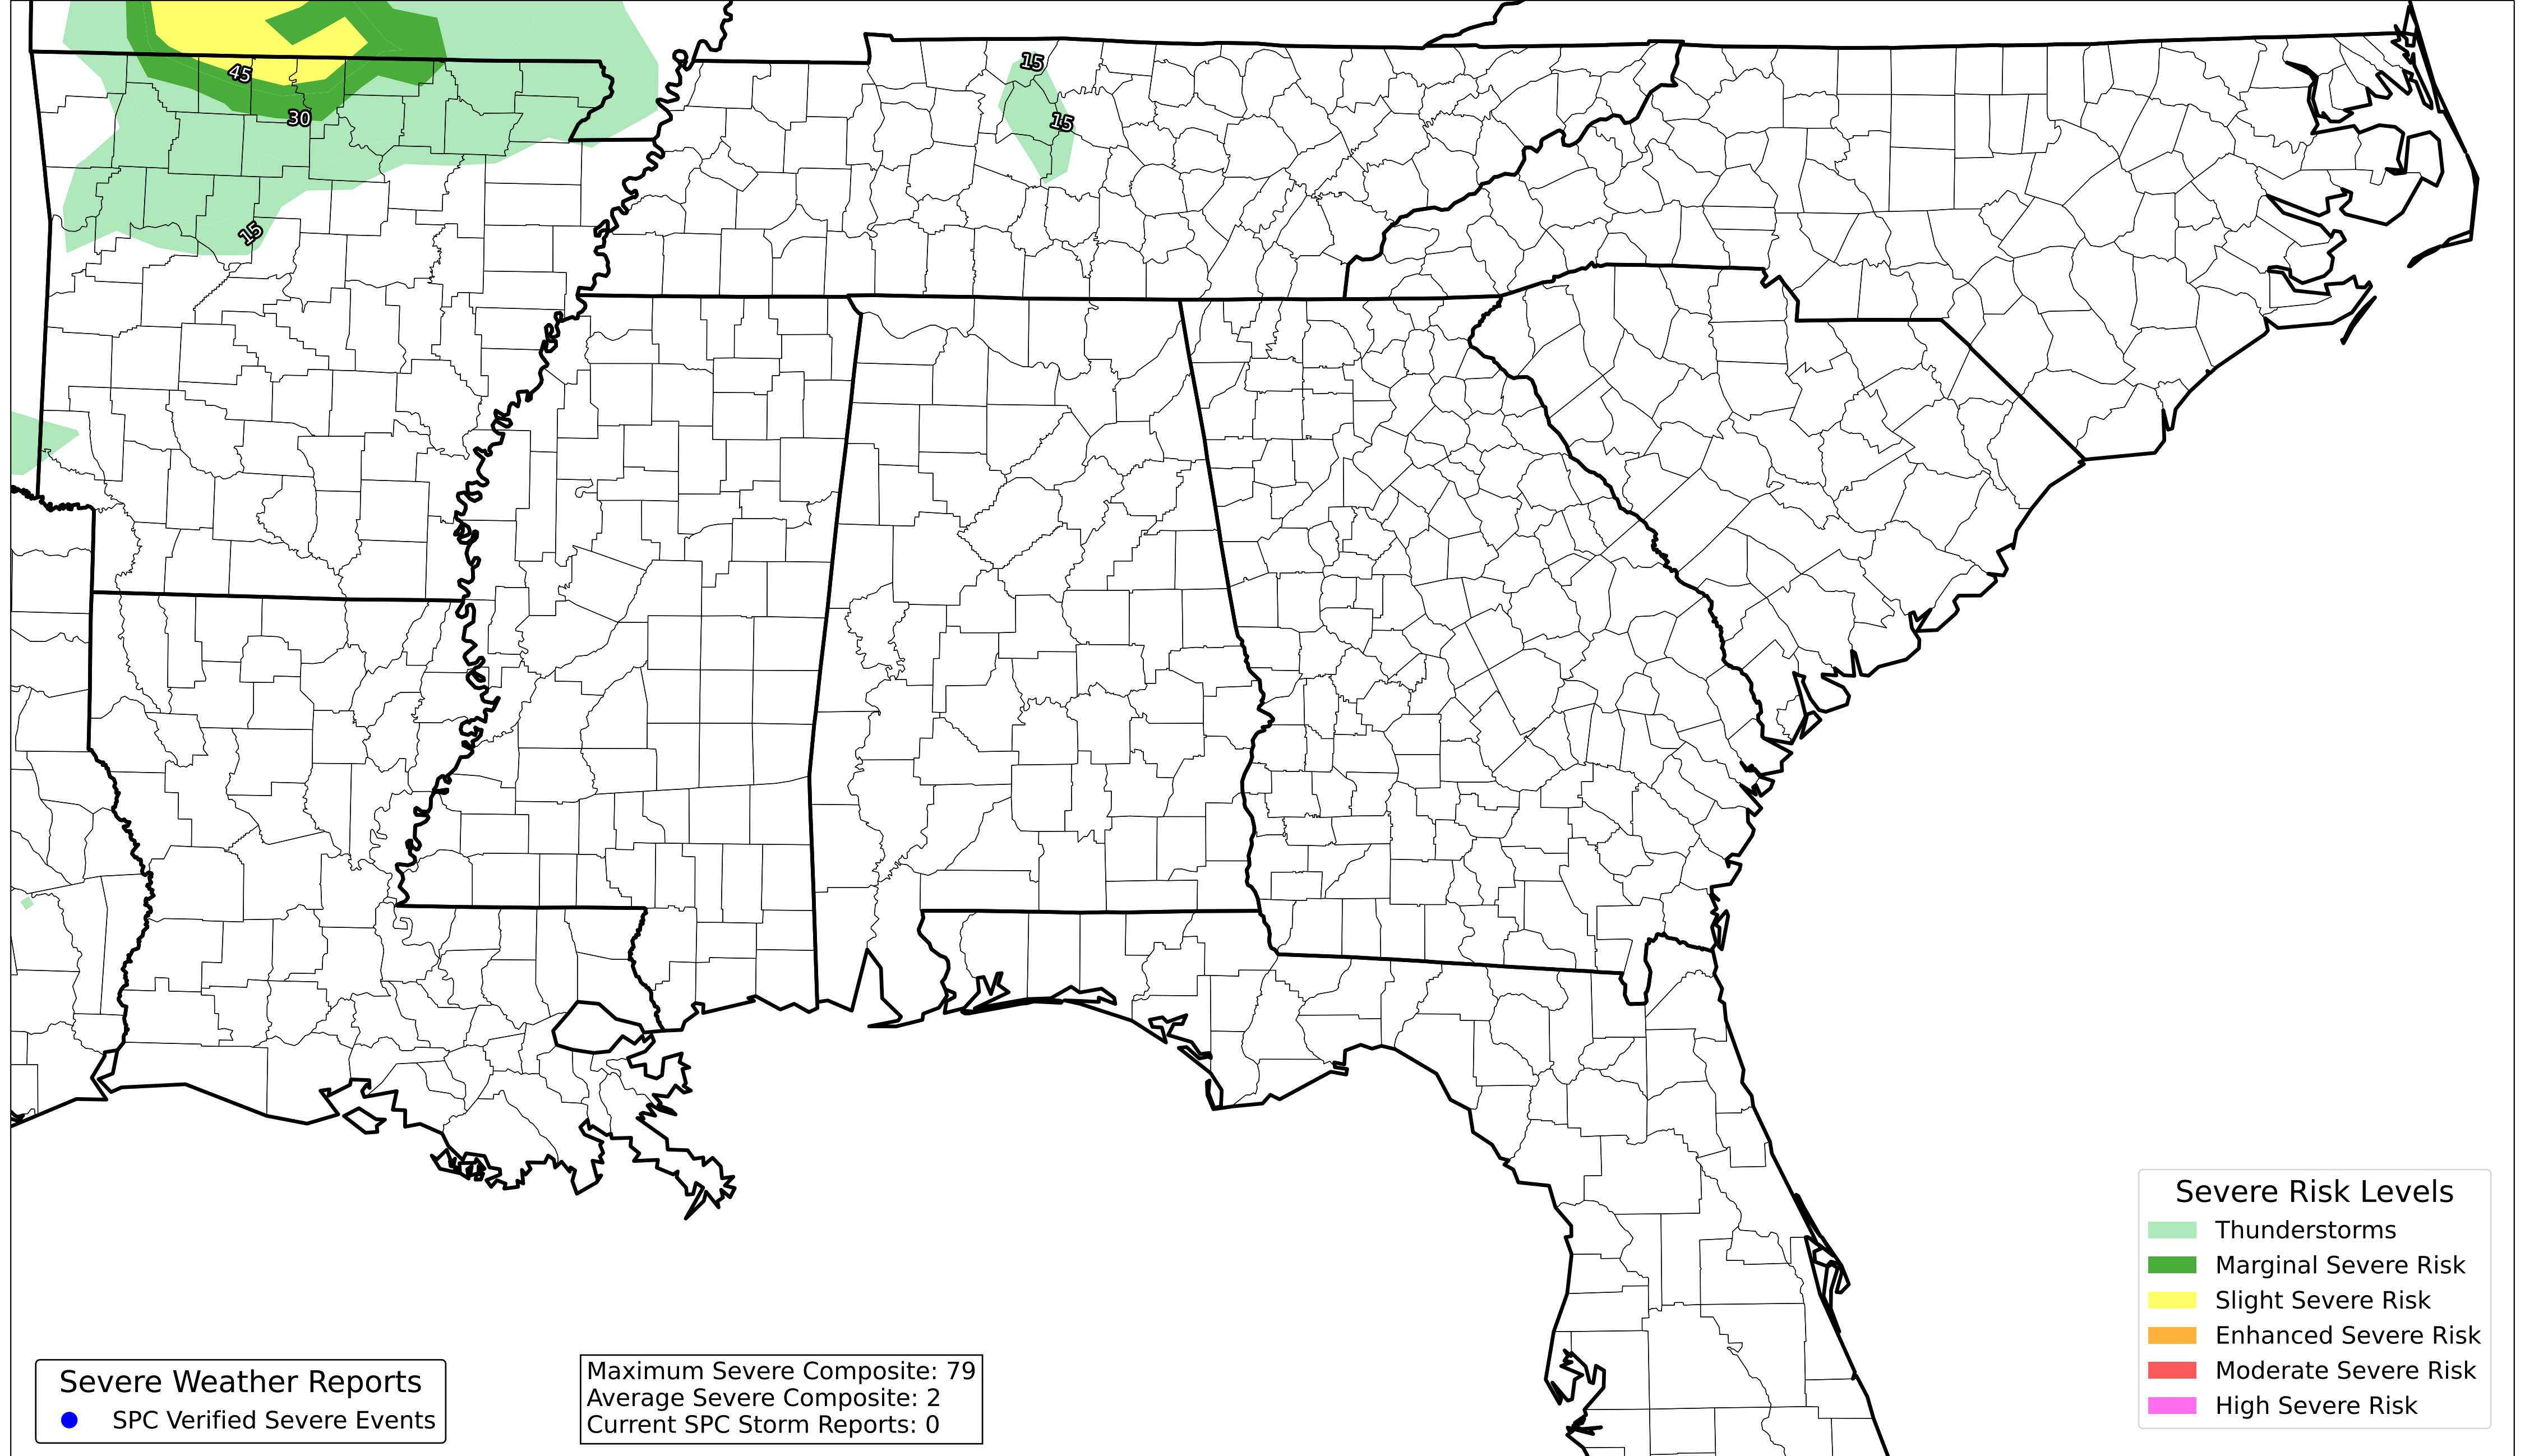 15
45
30
15
15
Severe Risk Levels
Thunderstorms
Marginal Severe Risk
Slight Severe Risk
Enhanced Severe Risk
Moderate Severe Risk
High Severe Risk
Severe Weather Reports
SPC Verified Severe Events
Maximum Severe Composite: 79
Average Severe Composite: 2
Current SPC Storm Reports: 0